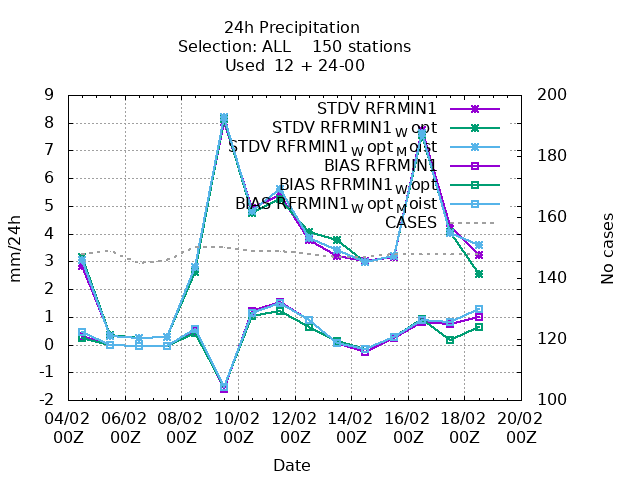 24h Precipitation
Selection: ALL 150 stations
Used 12 + 24-00
9 200
STDV RFRMIN1
8
STDV RFRMIN1W opt
STDV RFRMIN1W optM oist
7 180
BIAS RFRMIN1
6
BIAS RFRMIN1W opt
BIAS RFRMIN1W optM oist
5 160
CASES
4
mm/24h
No cases
3
2 140
1
0 120
-1
-2 100
04/02 06/02 08/02 10/02 12/02 14/02 16/02 18/02 20/02
00Z 00Z 00Z 00Z 00Z 00Z 00Z 00Z 00Z
Date